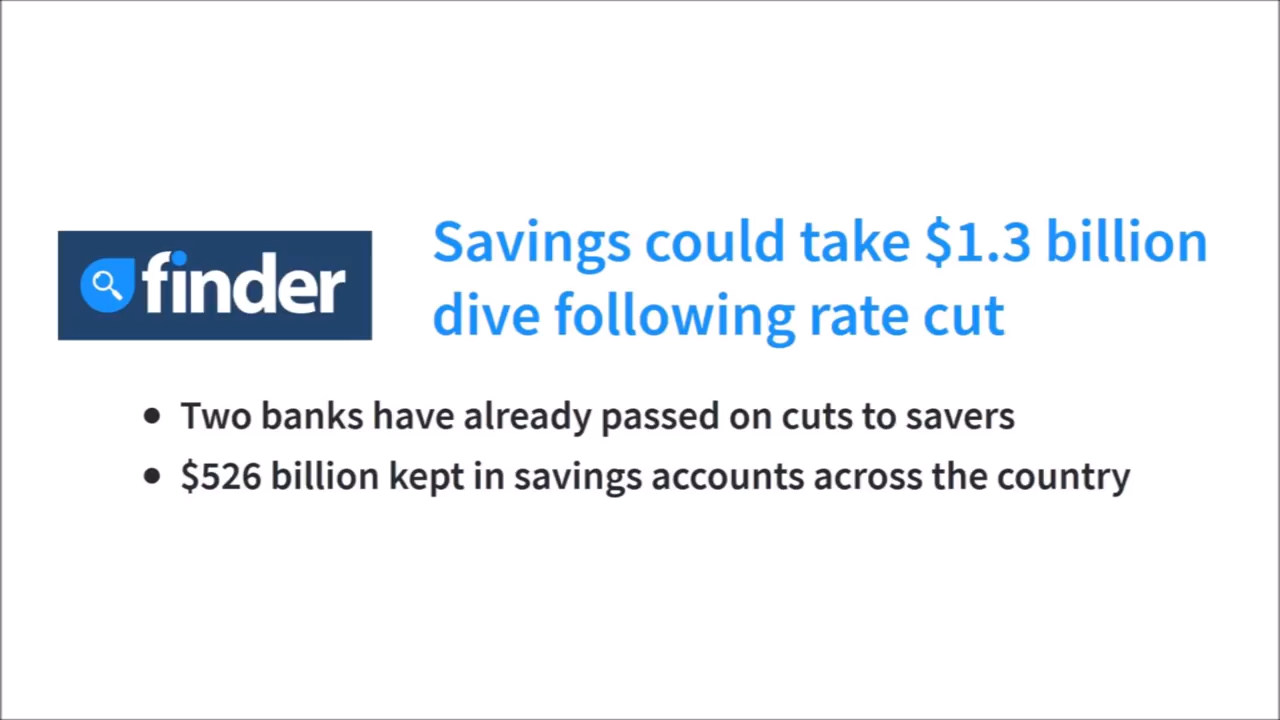 finder
Savings could take $1.3 billion
dive following rate cut
• Two banks have already passed on cuts to savers
• $526 billion kept in savings accounts across the country